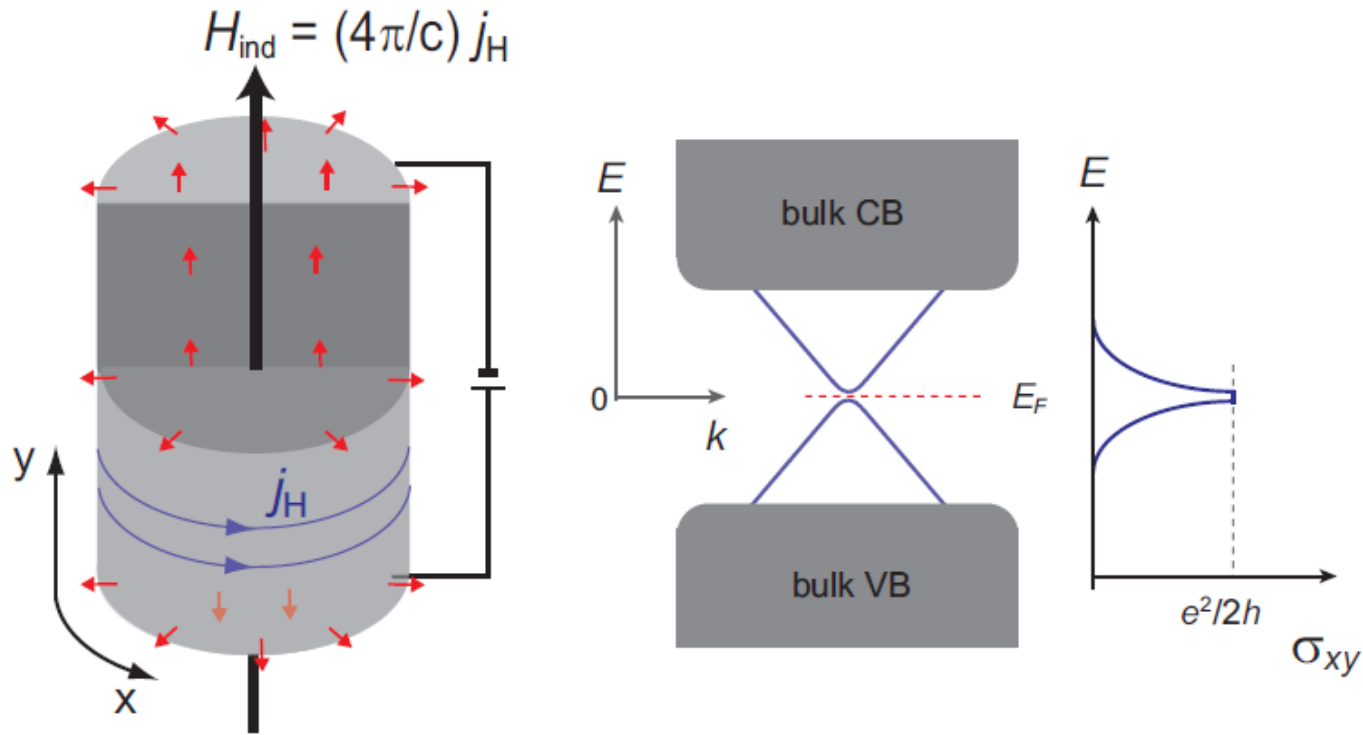 H_ind = (4π/c) j_H
j_H
y
x
E
0
k
bulk CB
E_F
bulk VB
E
e²/2h
σ_xy